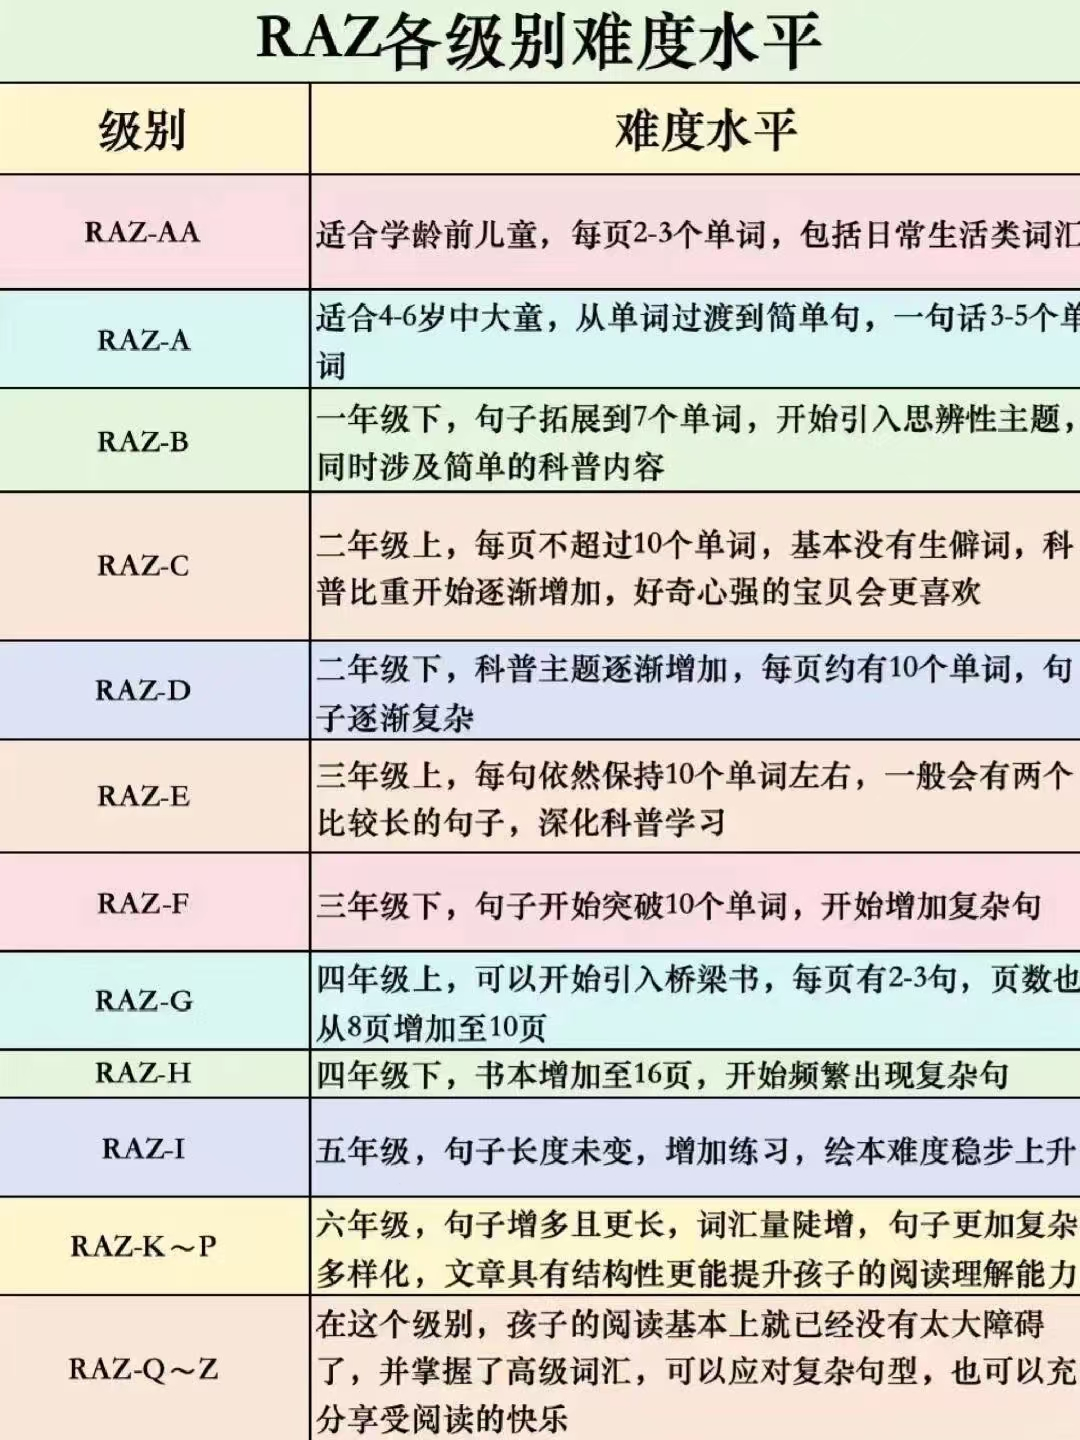 RAZ各级别难度水平
级别
难度水平
RAZ-AA
适合学龄前儿童，每页2-3个单词，包括日常生活类词汇
RAZ-A
适合4-6岁中大童，从单词过渡到简单句，一句话3-5个单
词
RAZ-B
一年级下，句子拓展到7个单词，开始引入思辨性主题，
同时涉及简单的科普内容
RAZ-C
二年级上，每页不超过10个单词，基本没有生僻词，科
普比重开始逐渐增加，好奇心强的宝贝会更喜欢
RAZ-D
二年级下，科普主题逐渐增加，每页约有10个单词，句
子逐渐复杂
RAZ-E
三年级上，每句依然保持10个单词左右，一般会有两个
比较长的句子，深化科普学习
RAZ-F
三年级下，句子开始突破10个单词，开始增加复杂句
RAZ-G
四年级上，可以开始引入桥梁书，每页有2-3句，页数也
从8页增加至10页
RAZ-H
四年级下，书本增加至16页，开始频繁出现复杂句
RAZ-I
五年级，句子长度未变，增加练习，绘本难度稳步上升
RAZ-K～P
六年级，句子增多且更长，词汇量陡增，句子更加复杂
多样化，文章具有结构性更能提升孩子的阅读理解能力
RAZ-Q～Z
在这个级别，孩子的阅读基本上就已经没有太大障碍
了，并掌握了高级词汇，可以应对复杂句型，也可以充
分享受阅读的快乐